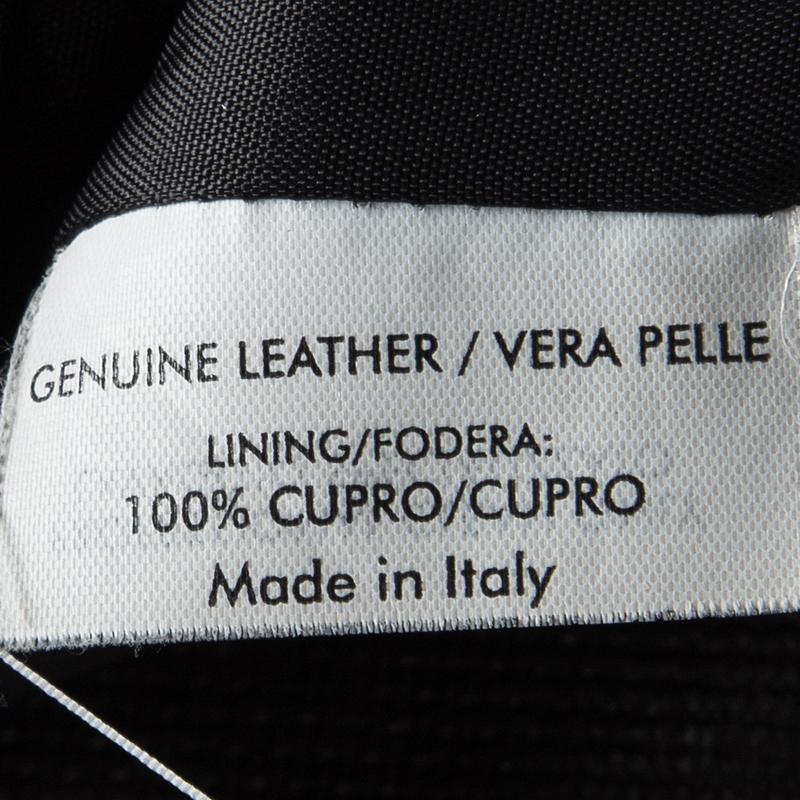 GENUINE LEATHER / VERA PELLE
LINING/FODERA:
100% CUPRO/CUPRO
Made in Italy